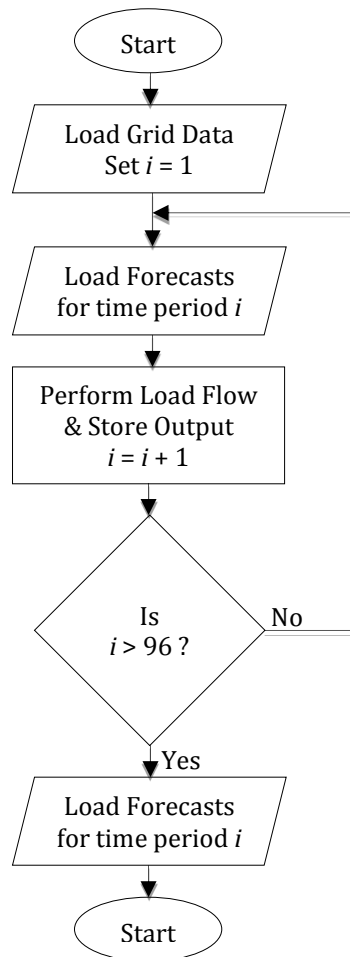 Start
Load Grid Data
Set i = 1
Load Forecasts
for time period i
Perform Load Flow
& Store Output
i = i + 1
Is
i > 96 ?
No
Yes
Load Forecasts
for time period i
Start